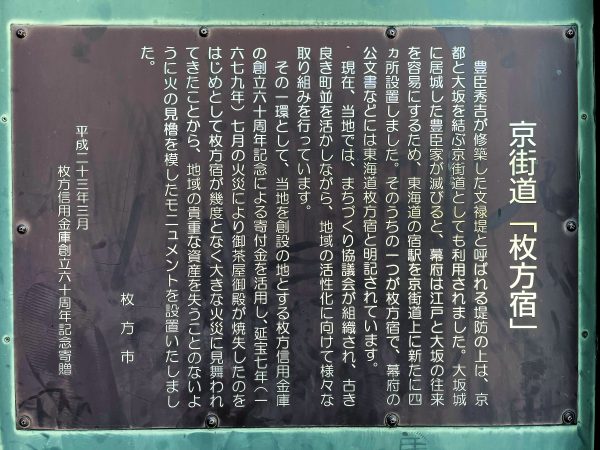 京街道「枚方宿」
豊臣秀吉が修築した文禄堤と呼ばれる堤防の上は、京
都と大坂を結ぶ京街道としても利用されました。大坂城
に居城した豊臣家が滅びると、幕府は江戸と大坂の往来
を容易にするため、東海道の宿駅を京街道上に新たに四
ヵ所設置しました。そのうちの一つが枚方宿で、幕府の
公文書などには東海道枚方宿と明記されています。
現在、当地では、まちづくり協議会が組織され、古き
良き町並を活かしながら、地域の活性化に向けて様々な
取り組みを行っています。
その一環として、当地を創設の地とする枚方信用金庫
の創立六十周年記念による寄付金を活用し、延宝七年（一
六七九年）七月の火災により御茶屋御殿が焼失したのを
はじめとして枚方宿が幾度となく大きな火災に見舞われ
てきたことから、地域の貴重な資産を失うことのないよ
うに火の見櫓を模したモニュメントを設置いたしまし
た。
枚方市
平成二十三年三月
枚方信用金庫創立六十周年記念寄贈